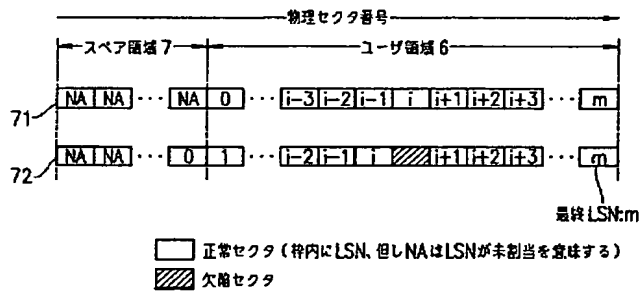 物理セクタ番号
スペア領域7 ユーザ領域6
71 NA NA ··· NA 0 ··· i-3 i-2 i-1 i i+1 i+2 i+3 ··· m
72 NA NA ··· 0 1 ··· i-2 i-1 i i+1 i+2 i+3 ··· m
最終LSN:m
正常セクタ(枠内にLSN、但しNAはLSNが未割当を意味する)
欠陥セクタ